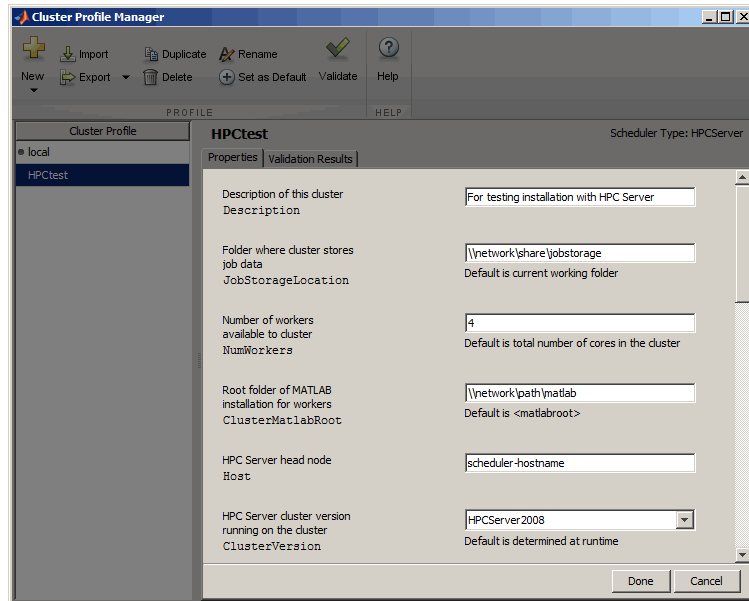 Cluster Profile Manager
New
Import
Export
Duplicate
Delete
Rename
Set as Default
Validate
Help
PROFILE
HELP
Cluster Profile
local
HPCtest
HPCtest
Scheduler Type: HPCServer
Properties
Validation Results
Description of this cluster
Description
For testing installation with HPC Server
Folder where cluster stores
job data
JobStorageLocation
\\network\share\jobstorage
Default is current working folder
Number of workers
available to cluster
NumWorkers
4
Default is total number of cores in the cluster
Root folder of MATLAB
installation for workers
ClusterMatlabRoot
\\network\path\matlab
Default is <matlabroot>
HPC Server head node
Host
scheduler-hostname
HPC Server cluster version
running on the cluster
ClusterVersion
HPCServer2008
Default is determined at runtime
Done
Cancel